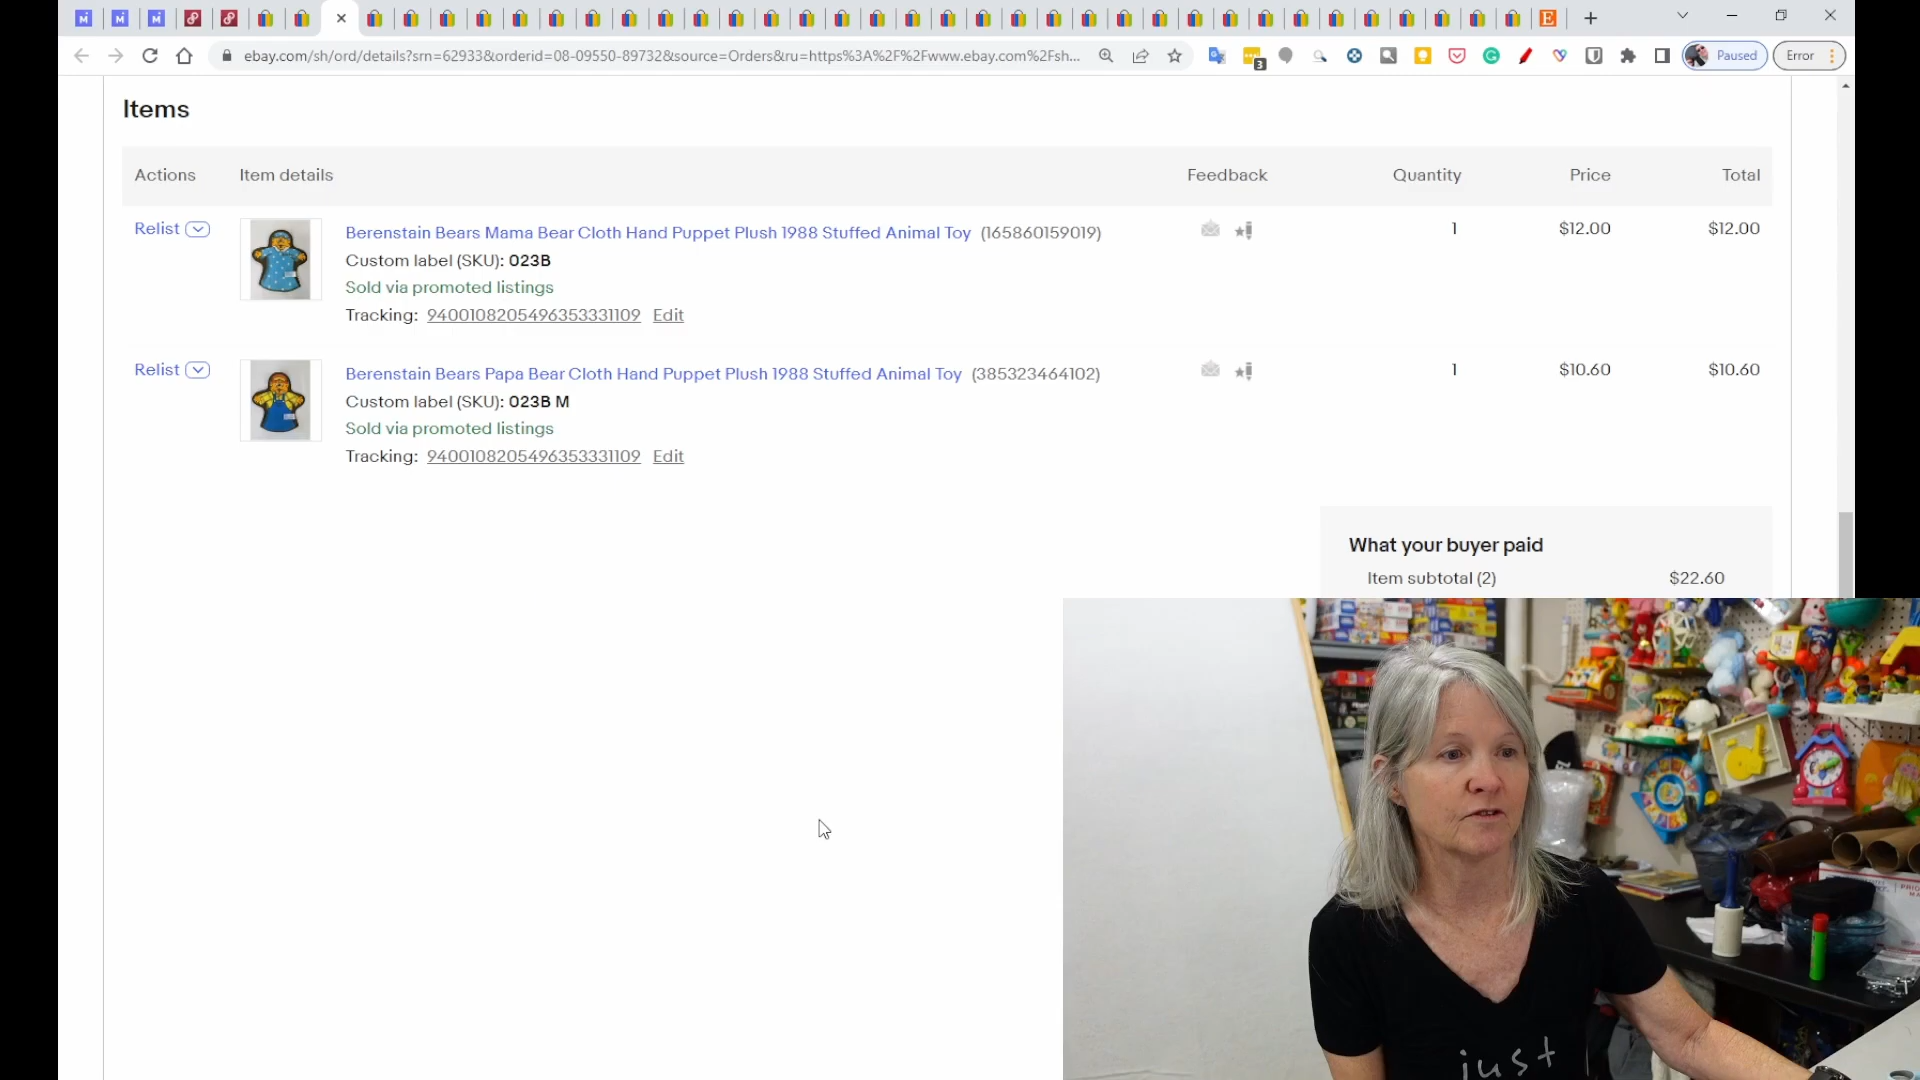 ebay.com/sh/ord/details?srn=62933&orderid=08-09550-89732&source=Orders&ru=https%3A%2F%2Fwww.ebay.com%2Fsh...
3
Paused
Error
Items
Actions Item details Feedback Quantity Price Total
Relist Berenstain Bears Mama Bear Cloth Hand Puppet Plush 1988 Stuffed Animal Toy (165860159019) 1 $12.00 $12.00
Custom label (SKU): 023B
Sold via promoted listings
Tracking: 9400108205496353331109 Edit
Relist Berenstain Bears Papa Bear Cloth Hand Puppet Plush 1988 Stuffed Animal Toy (385323464102) 1 $10.60 $10.60
Custom label (SKU): 023B M
Sold via promoted listings
Tracking: 9400108205496353331109 Edit
What your buyer paid
Item subtotal (2) $22.60
just